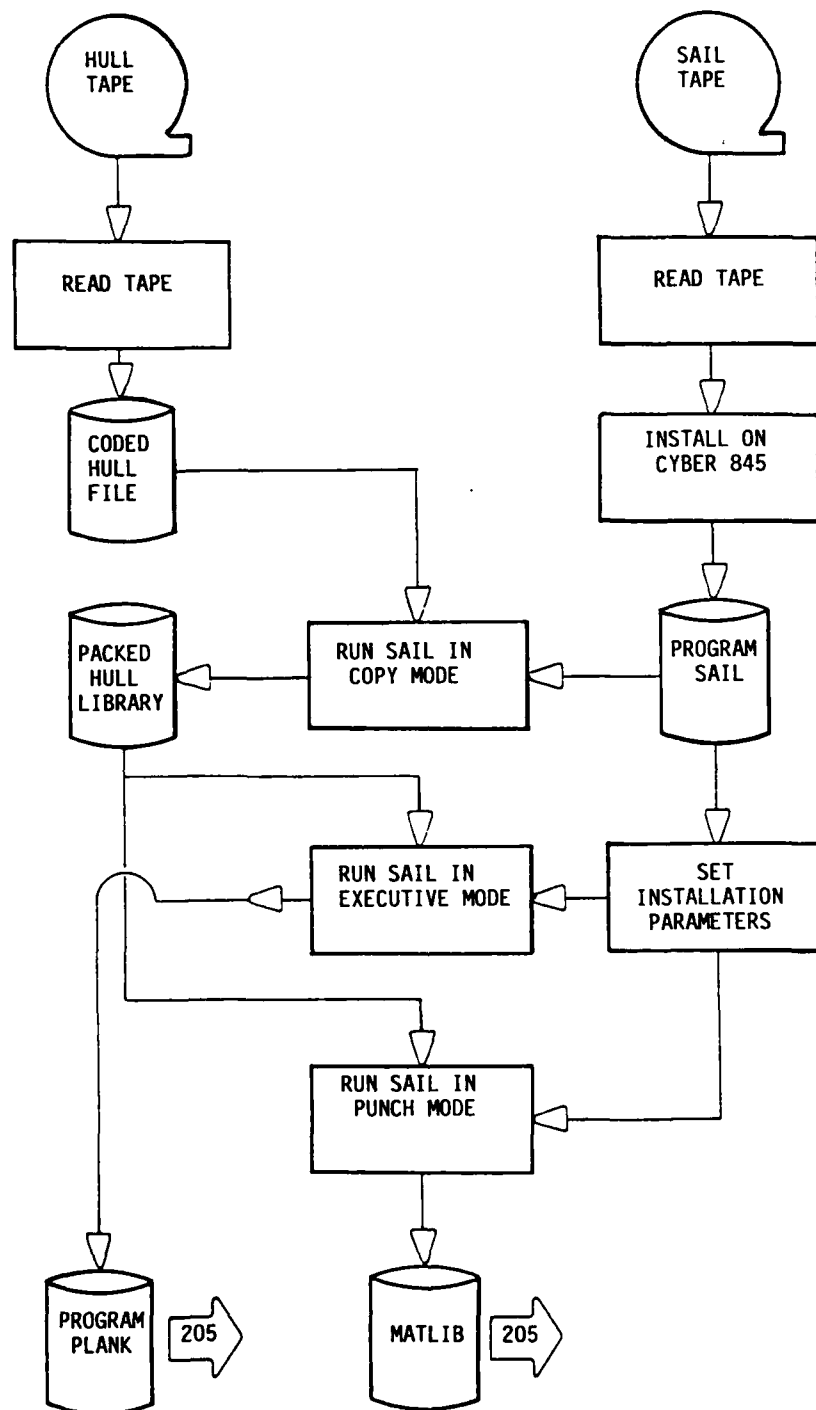 HULL
TAPE
SAIL
TAPE
READ TAPE
READ TAPE
CODED
HULL
FILE
INSTALL ON
CYBER 845
PACKED
HULL
LIBRARY
RUN SAIL IN
COPY MODE
PROGRAM
SAIL
RUN SAIL IN
EXECUTIVE MODE
SET
INSTALLATION
PARAMETERS
RUN SAIL IN
PUNCH MODE
PROGRAM
PLANK
205
MATLIB
205